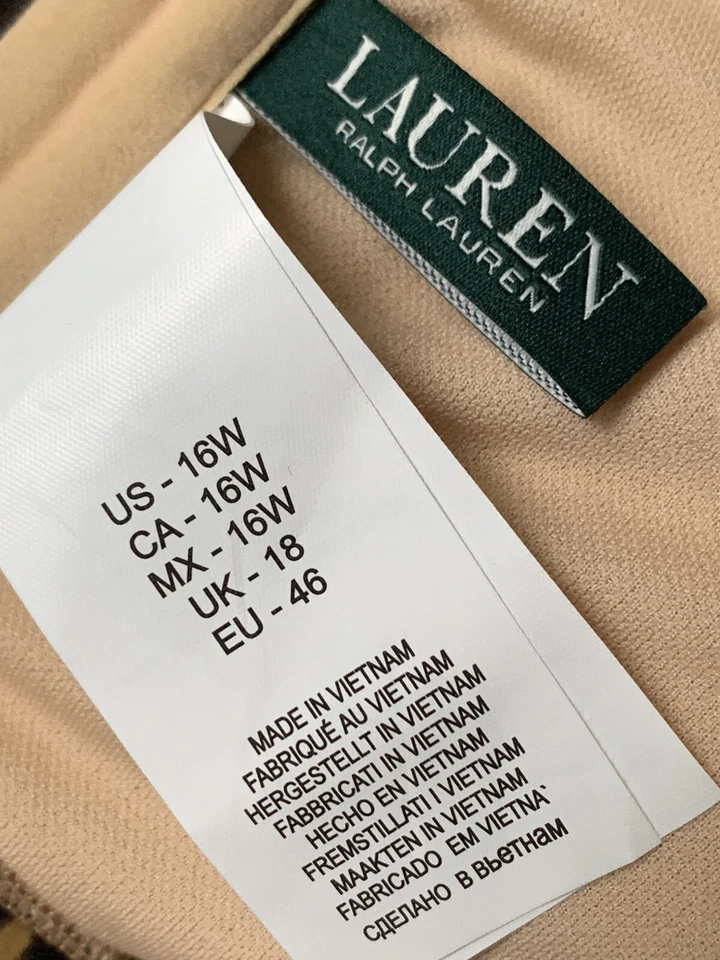 LAUREN
RALPH LAUREN
US - 16W
CA - 16W
MX - 16W
UK - 18
EU - 46
MADE IN VIETNAM
FABRIQUÉ AU VIETNAM
HERGESTELLT IN VIETNAM
FABBRICATI IN VIETNAM
HECHO EN VIETNAM
FREMSTILLATI I VIETNAM
MAAKTEN IN VIETNAM
FABRICADO EM VIETNA`
СДЕЛАНО В Вьетнам